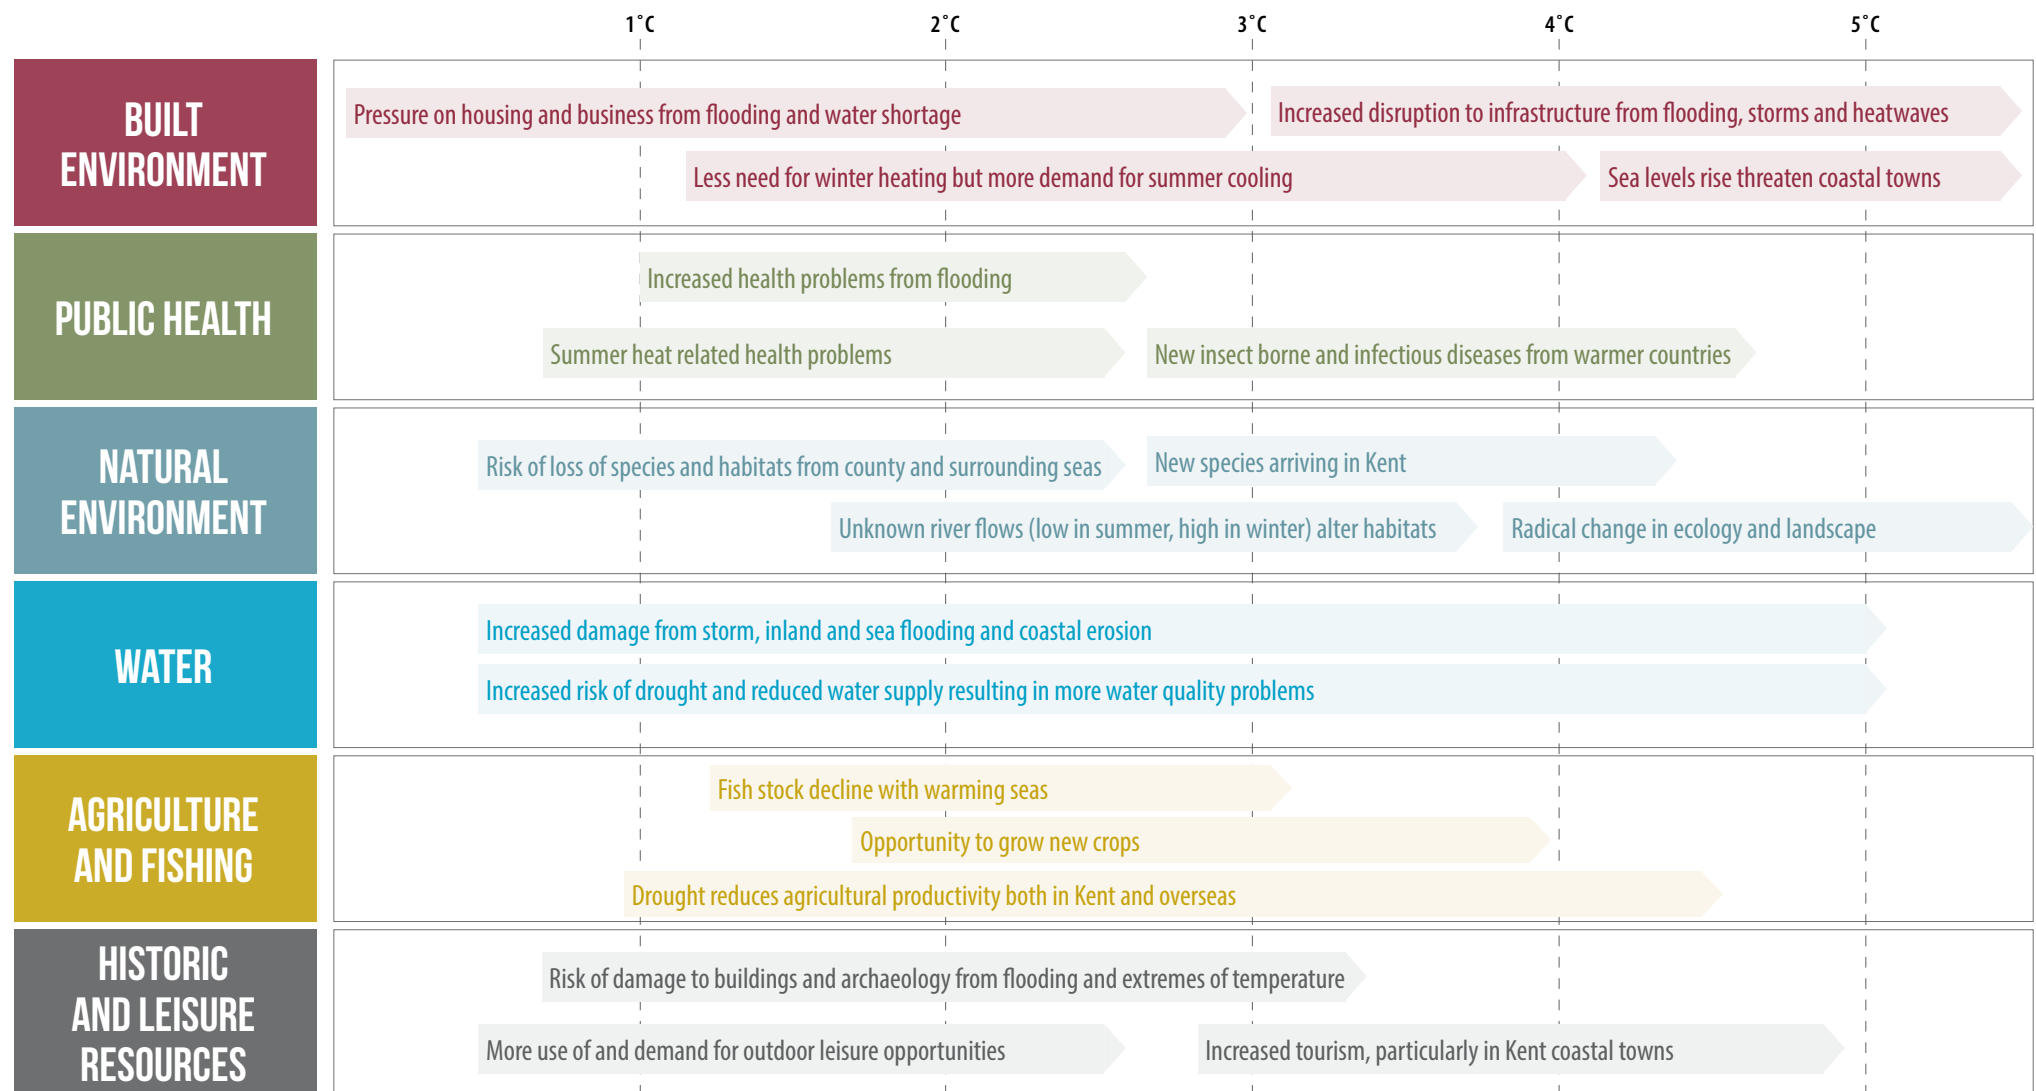 1°C 2°C 3°C 4°C 5°C
BUILT
ENVIRONMENT
Pressure on housing and business from flooding and water shortage
Increased disruption to infrastructure from flooding, storms and heatwaves
Less need for winter heating but more demand for summer cooling
Sea levels rise threaten coastal towns
PUBLIC HEALTH
Increased health problems from flooding
Summer heat related health problems
New insect borne and infectious diseases from warmer countries
NATURAL
ENVIRONMENT
Risk of loss of species and habitats from county and surrounding seas
New species arriving in Kent
Unknown river flows (low in summer, high in winter) alter habitats
Radical change in ecology and landscape
WATER
Increased damage from storm, inland and sea flooding and coastal erosion
Increased risk of drought and reduced water supply resulting in more water quality problems
AGRICULTURE
AND FISHING
Fish stock decline with warming seas
Opportunity to grow new crops
Drought reduces agricultural productivity both in Kent and overseas
HISTORIC
AND LEISURE
RESOURCES
Risk of damage to buildings and archaeology from flooding and extremes of temperature
More use of and demand for outdoor leisure opportunities
Increased tourism, particularly in Kent coastal towns